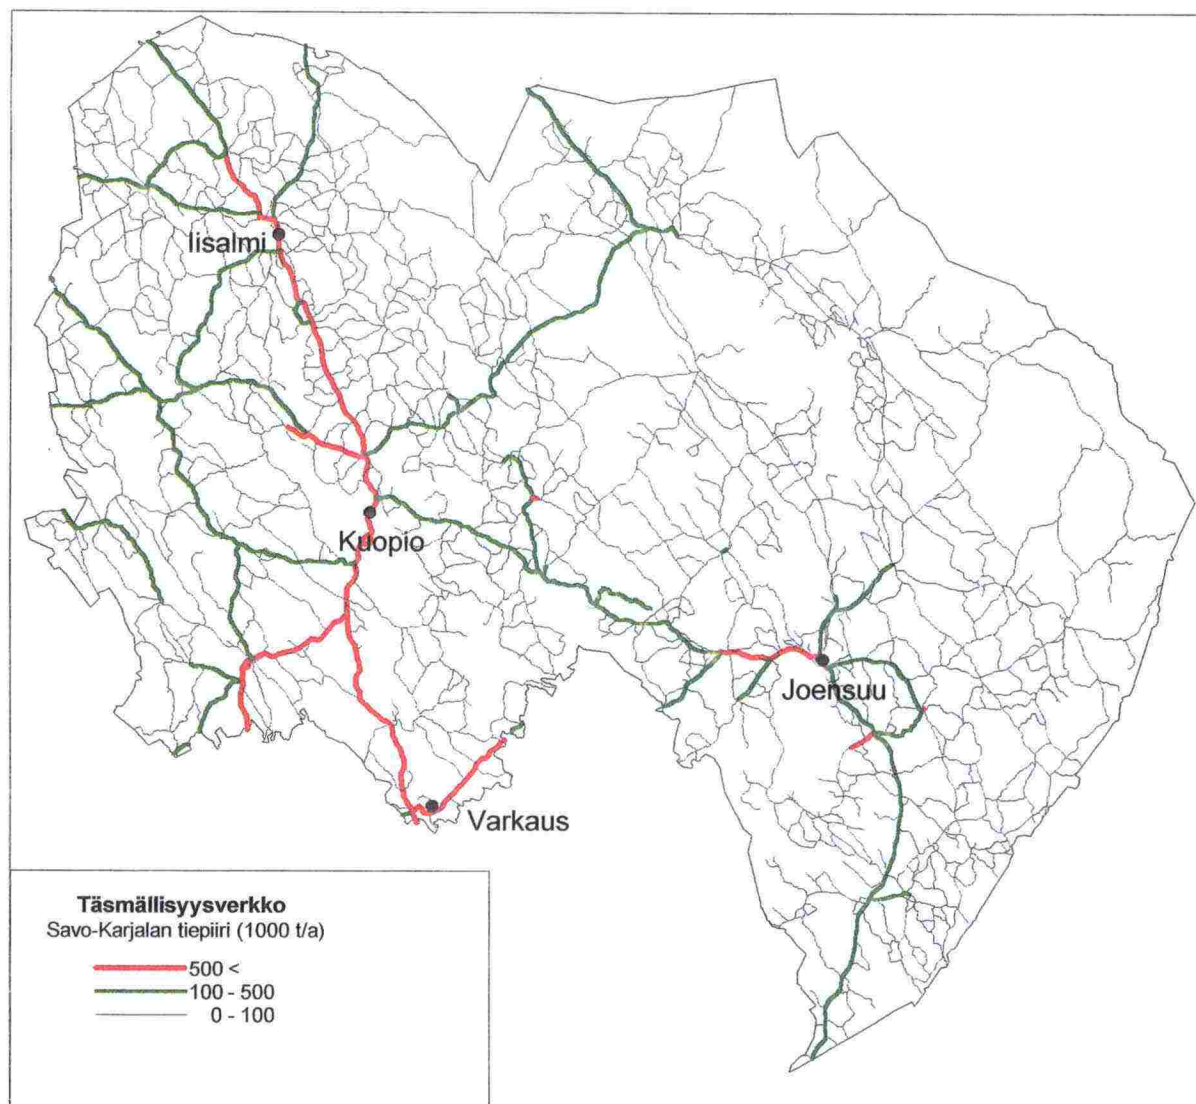 Iisalmi
Kuopio
Joensuu
Varkaus
Täsmällisyysverkko
Savo-Karjalan tiepiiri (1000 t/a)
500 <
100 - 500
0 - 100